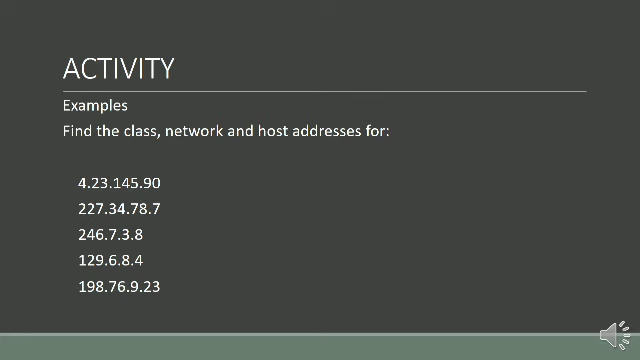 ACTIVITY
Examples
Find the class, network and host addresses for:
4.23.145.90
227.34.78.7
246.7.3.8
129.6.8.4
198.76.9.23